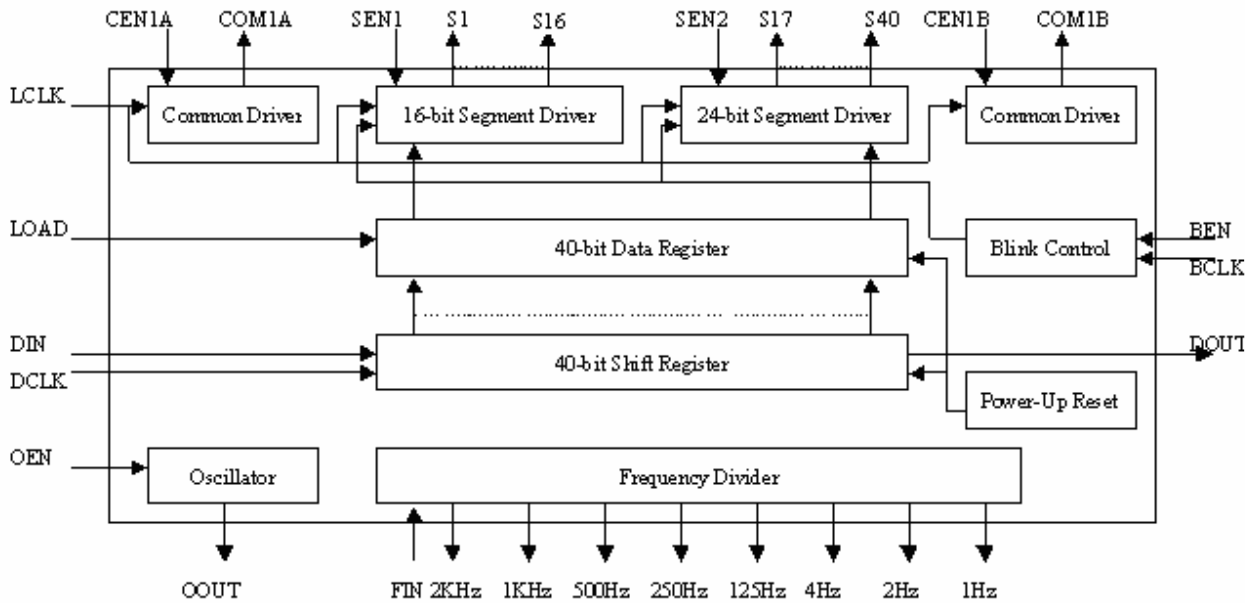 CEN1A COM1A SEN1 S1 S16 SEN2 S17 S40 CEN1B COM1B
LCLK
Common Driver 16-bit Segment Driver 24-bit Segment Driver Common Driver
LOAD 40-bit Data Register Blink Control BEN
BCLK
DIN 40-bit Shift Register DOUT
DCLK
Power-Up Reset
OEN Oscillator Frequency Divider
OOUT FIN 2KHz 1KHz 500Hz 250Hz 125Hz 4Hz 2Hz 1Hz